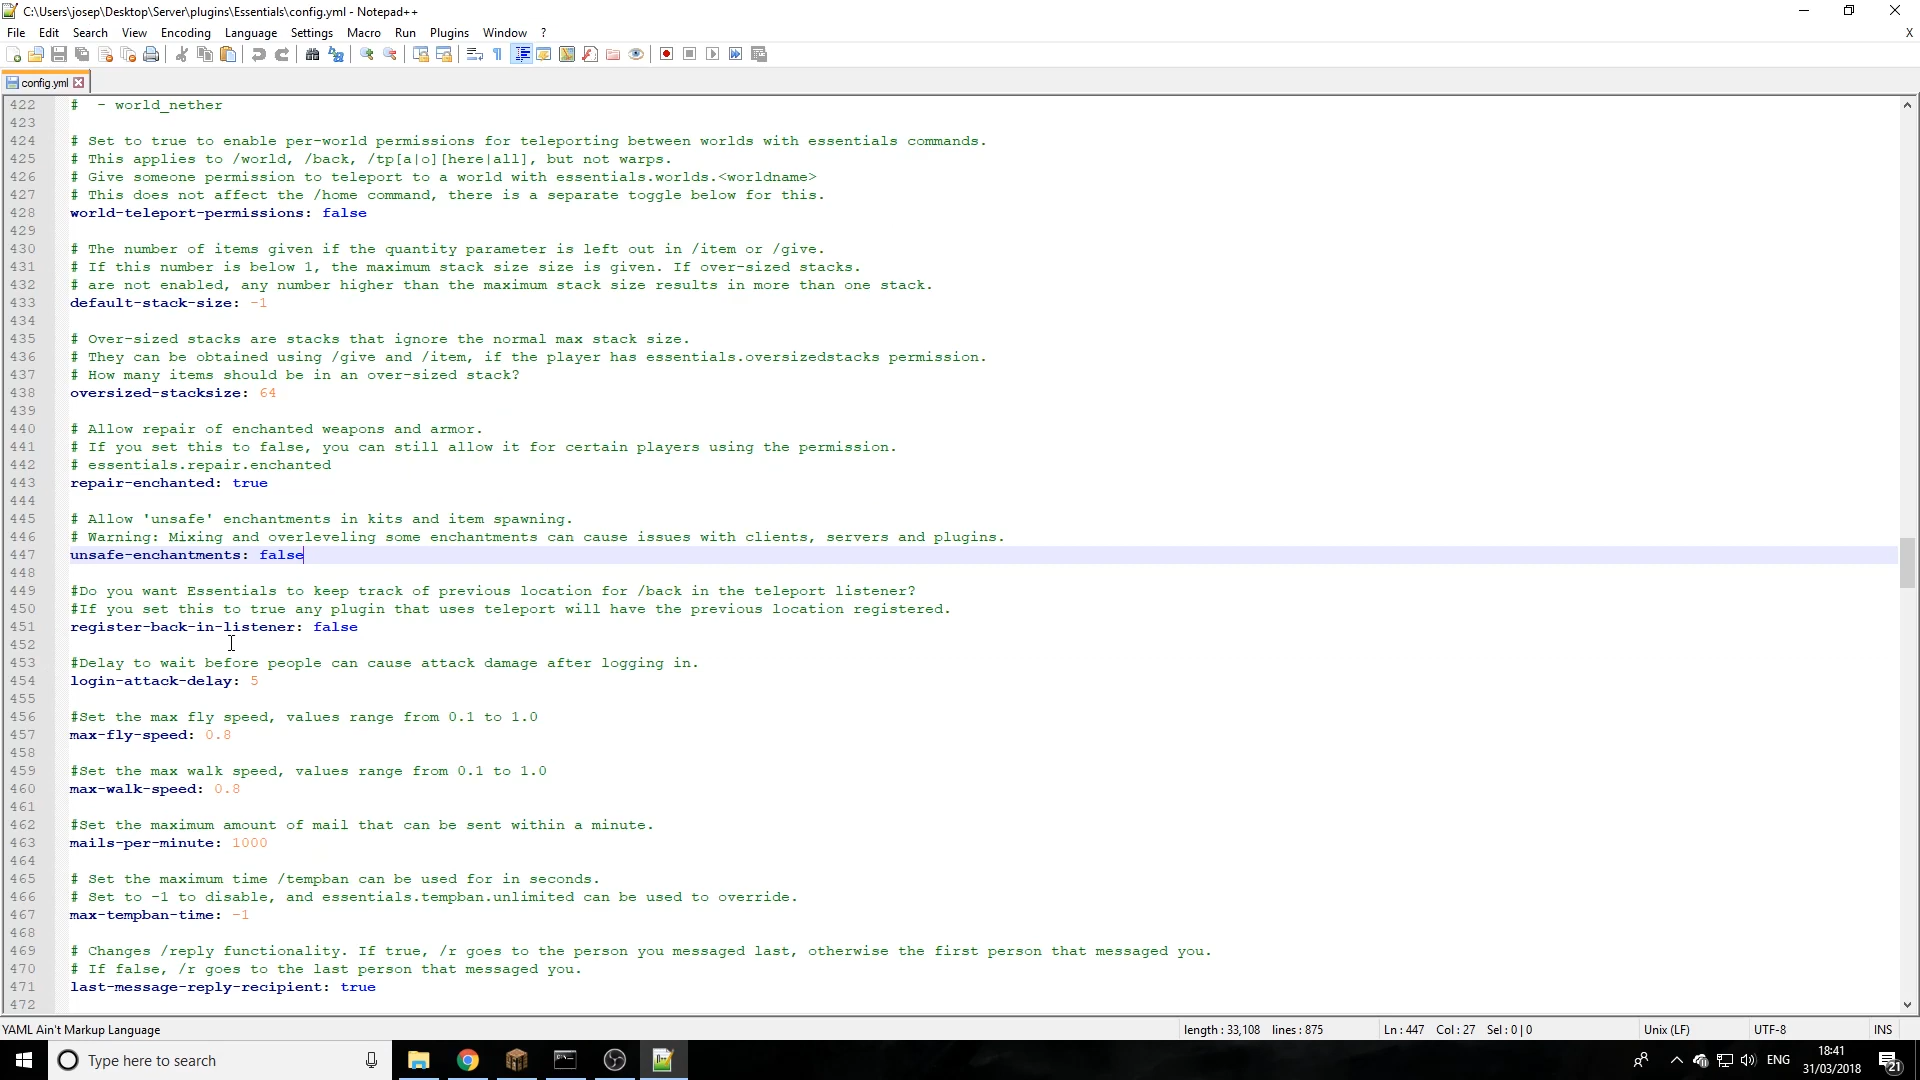 C:\Users\josep\Desktop\Server\plugins\Essentials\config.yml - Notepad++
File Edit Search View Encoding Language Settings Macro Run Plugins Window ? X
config.yml
422 #  - world_nether
423
424 # Set to true to enable per-world permissions for teleporting between worlds with essentials commands.
425 # This applies to /world, /back, /tp[a|o][here|all], but not warps.
426 # Give someone permission to teleport to a world with essentials.worlds.<worldname>
427 # This does not affect the /home command, there is a separate toggle below for this.
428 world-teleport-permissions: false
429
430 # The number of items given if the quantity parameter is left out in /item or /give.
431 # If this number is below 1, the maximum stack size size is given. If over-sized stacks.
432 # are not enabled, any number higher than the maximum stack size results in more than one stack.
433 default-stack-size: -1
434
435 # Over-sized stacks are stacks that ignore the normal max stack size.
436 # They can be obtained using /give and /item, if the player has essentials.oversizedstacks permission.
437 # How many items should be in an over-sized stack?
438 oversized-stacksize: 64
439
440 # Allow repair of enchanted weapons and armor.
441 # If you set this to false, you can still allow it for certain players using the permission.
442 # essentials.repair.enchanted
443 repair-enchanted: true
444
445 # Allow 'unsafe' enchantments in kits and item spawning.
446 # Warning: Mixing and overleveling some enchantments can cause issues with clients, servers and plugins.
447 unsafe-enchantments: false
448
449 #Do you want Essentials to keep track of previous location for /back in the teleport listener?
450 #If you set this to true any plugin that uses teleport will have the previous location registered.
451 register-back-in-listener: false
452
453 #Delay to wait before people can cause attack damage after logging in.
454 login-attack-delay: 5
455
456 #Set the max fly speed, values range from 0.1 to 1.0
457 max-fly-speed: 0.8
458
459 #Set the max walk speed, values range from 0.1 to 1.0
460 max-walk-speed: 0.8
461
462 #Set the maximum amount of mail that can be sent within a minute.
463 mails-per-minute: 1000
464
465 # Set the maximum time /tempban can be used for in seconds.
466 # Set to -1 to disable, and essentials.tempban.unlimited can be used to override.
467 max-tempban-time: -1
468
469 # Changes /reply functionality. If true, /r goes to the person you messaged last, otherwise the first person that messaged you.
470 # If false, /r goes to the last person that messaged you.
471 last-message-reply-recipient: true
472
YAML Ain't Markup Language length : 33,108 lines : 875 Ln : 447 Col : 27 Sel : 0 | 0 Unix (LF) UTF-8 INS
Type here to search ENG 18:41
31/03/2018 21